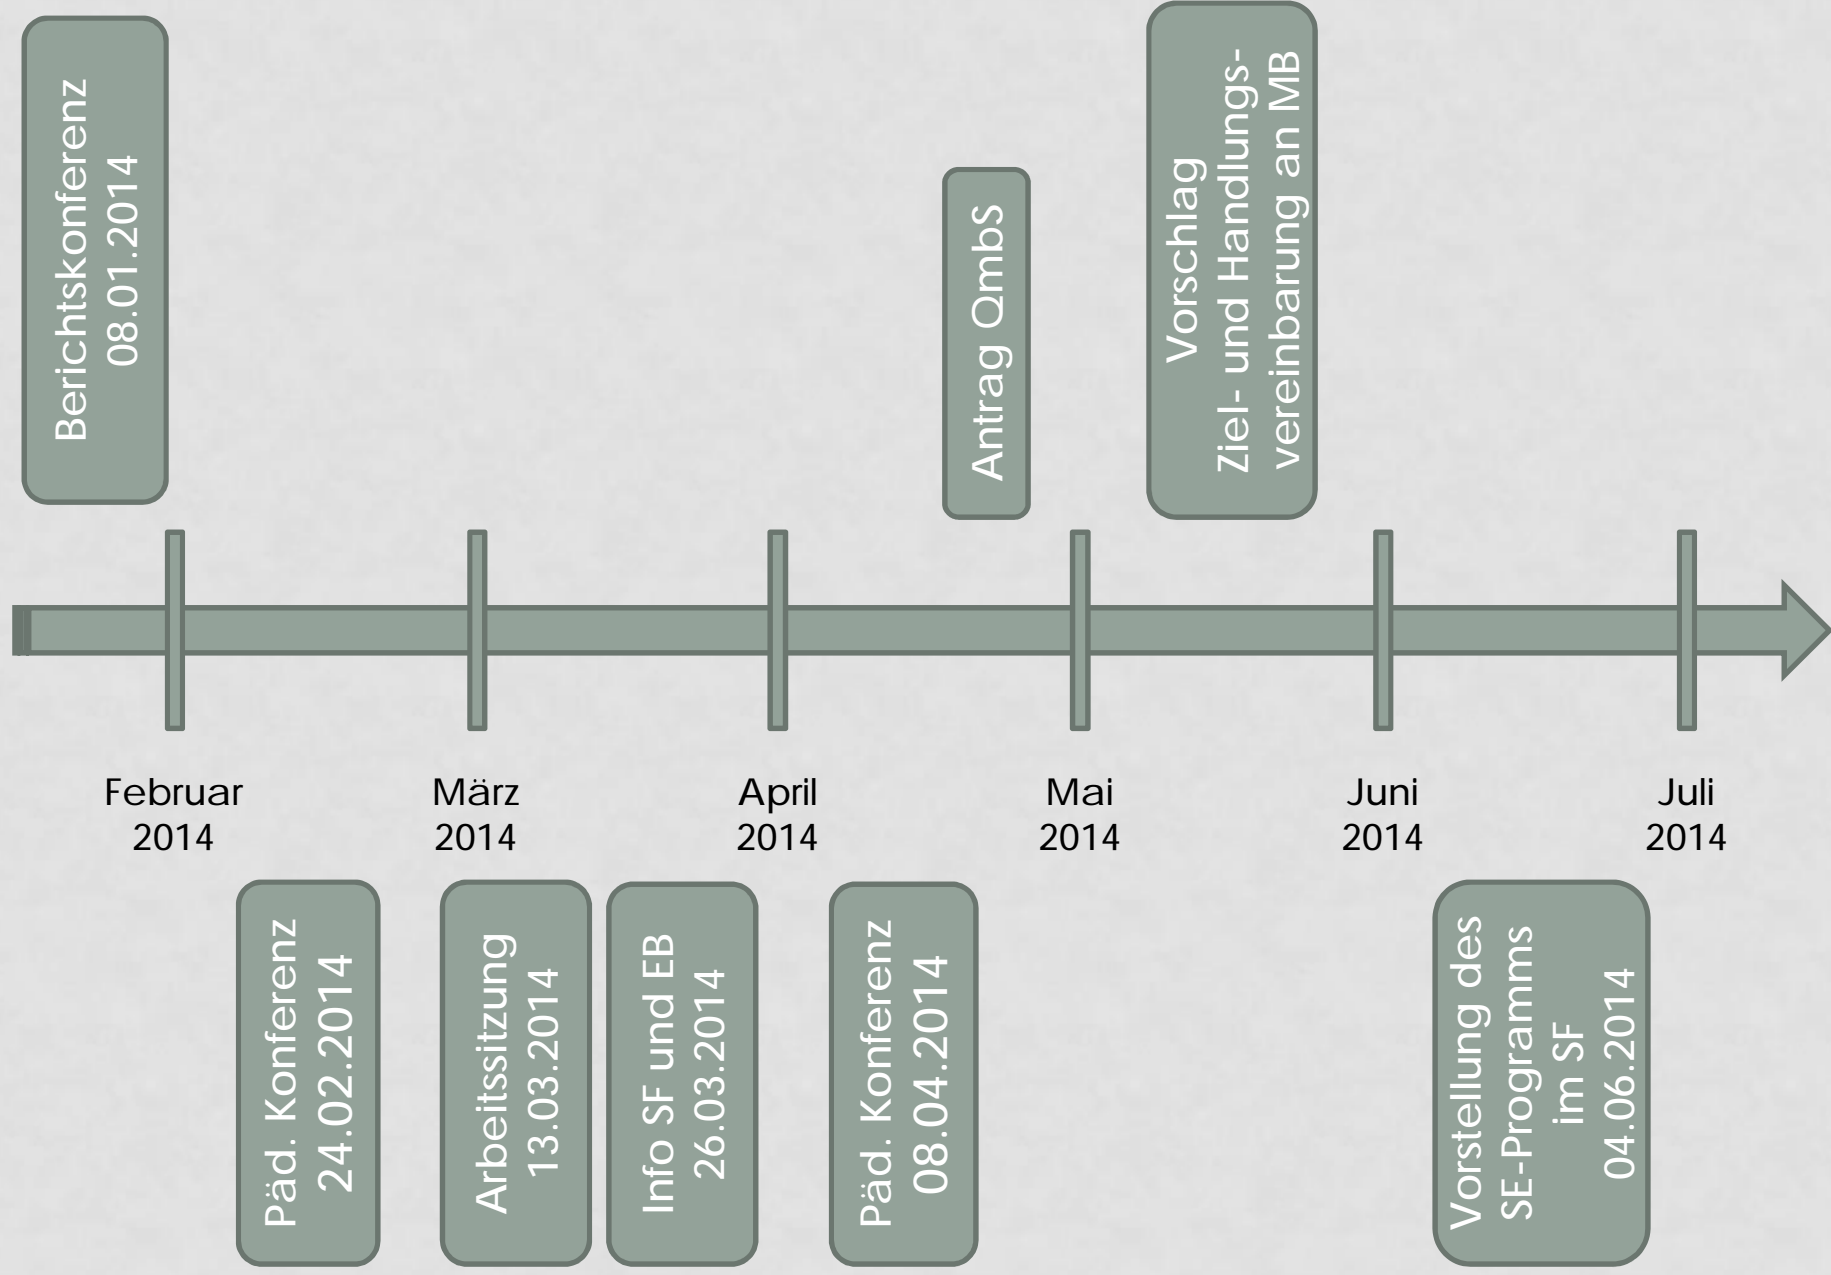 Berichtskonferenz
08.01.2014
Antrag QmbS
Vorschlag
Ziel- und Handlungs-
vereinbarung an MB
Februar
2014
März
2014
April
2014
Mai
2014
Juni
2014
Juli
2014
Päd. Konferenz
24.02.2014
Arbeitssitzung
13.03.2014
Info SF und EB
26.03.2014
Päd. Konferenz
08.04.2014
Vorstellung des
SE-Programms
im SF
04.06.2014